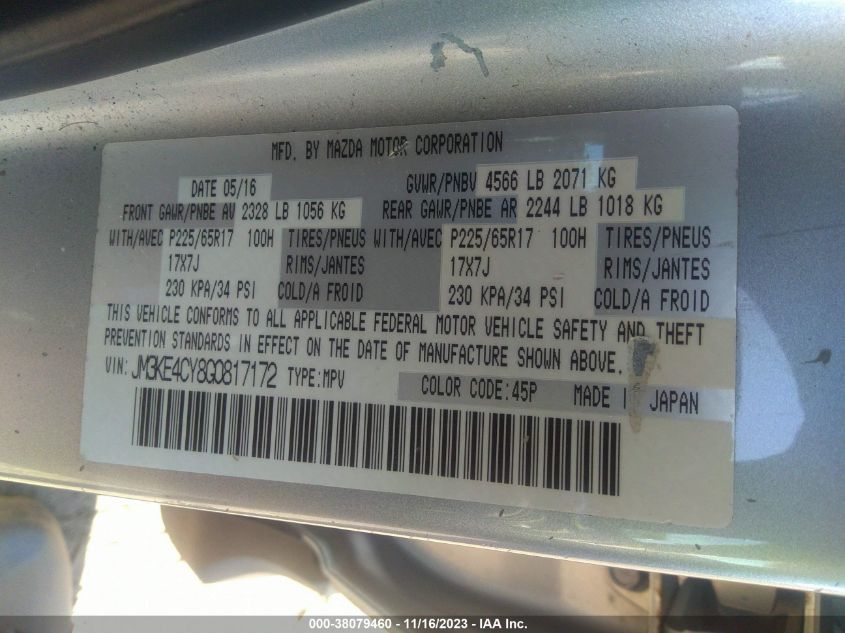 MFD. BY MAZDA MOTOR CORPORATION
DATE 05/16 GVWR/PNBV 4566 LB 2071 KG
FRONT GAWR/PNBE AV 2328 LB 1056 KG REAR GAWR/PNBE AR 2244 LB 1018 KG
WITH/AVEC P225/65R17 100H TIRES/PNEUS WITH/AVEC P225/65R17 100H TIRES/PNEUS
17X7J RIMS/JANTES 17X7J RIMS/JANTES
230 KPA/34 PSI COLD/A FROID 230 KPA/34 PSI COLD/A FROID
THIS VEHICLE CONFORMS TO ALL APPLICABLE FEDERAL MOTOR VEHICLE SAFETY AND THEFT
PREVENTION STANDARDS IN EFFECT ON THE DATE OF MANUFACTURE SHOWN ABOVE.
VIN: JM3KE4CY8G0817172 TYPE:MPV COLOR CODE:45P MADE IN JAPAN
000-38079460 - 11/16/2023 - IAA Inc.